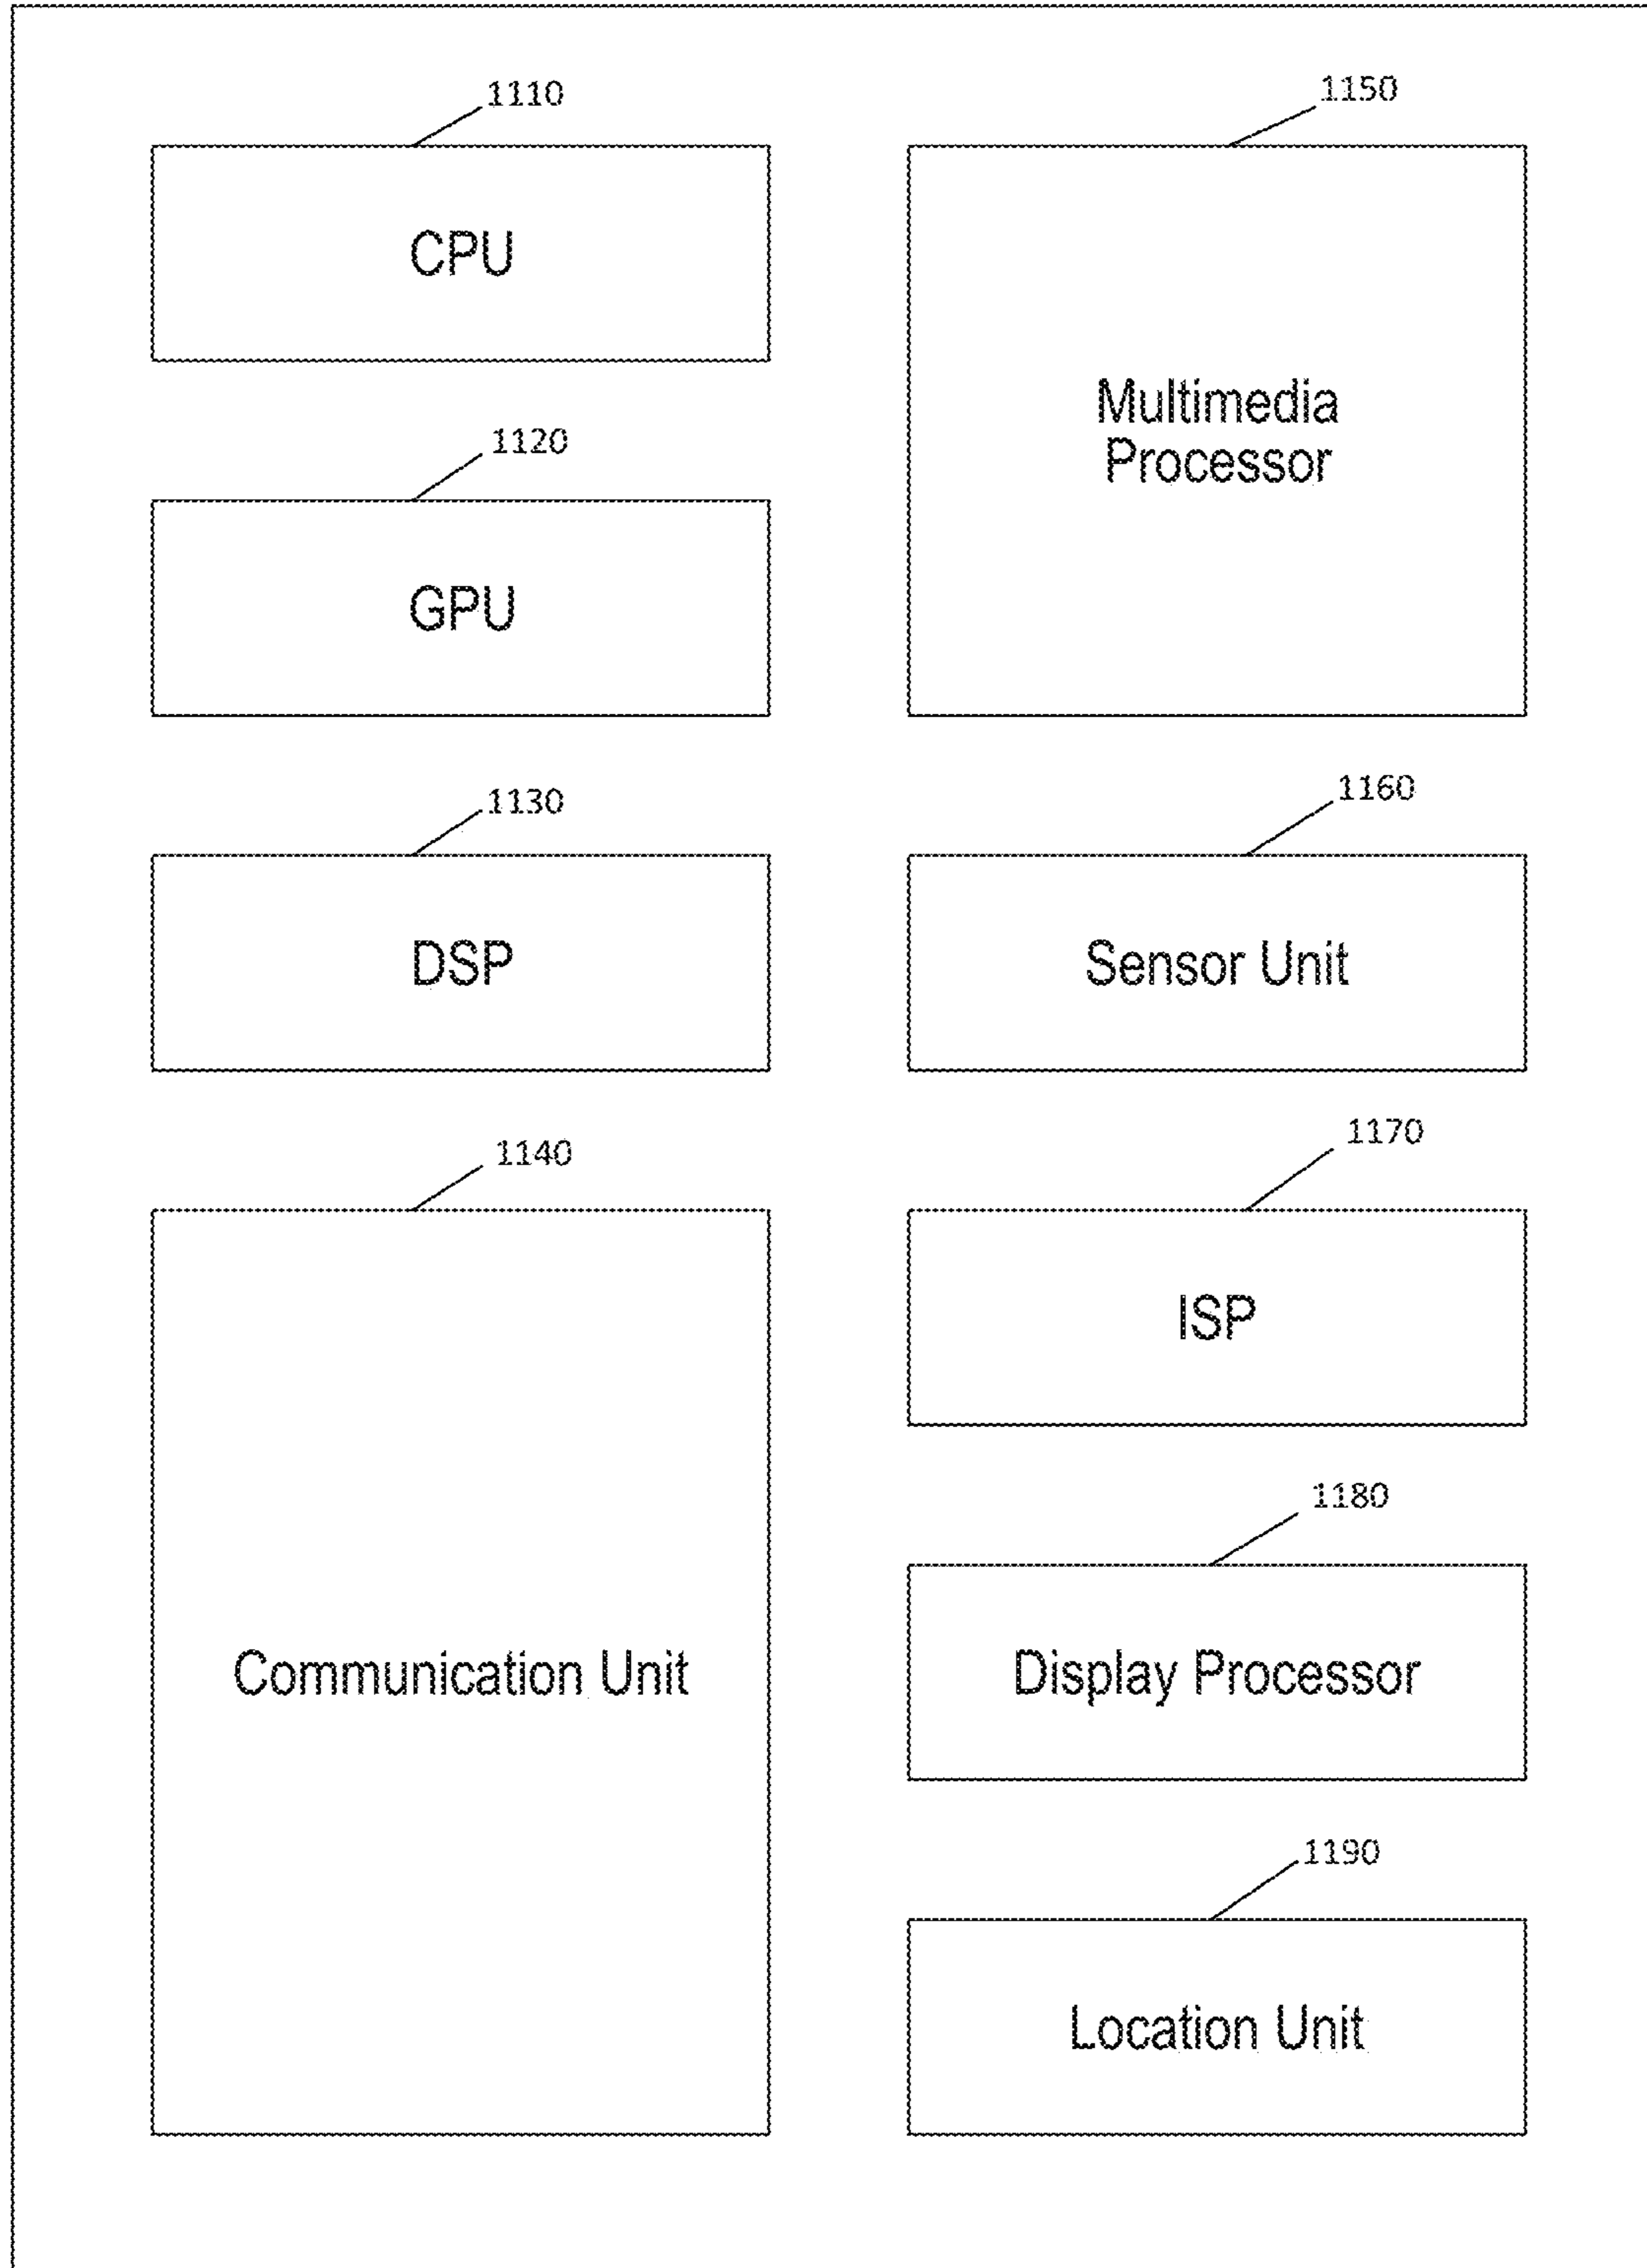 1110
CPU
1120
GPU
1130
DSP
1140
Communication Unit
1150
Multimedia
Processor
1160
Sensor Unit
1170
ISP
1180
Display Processor
1190
Location Unit